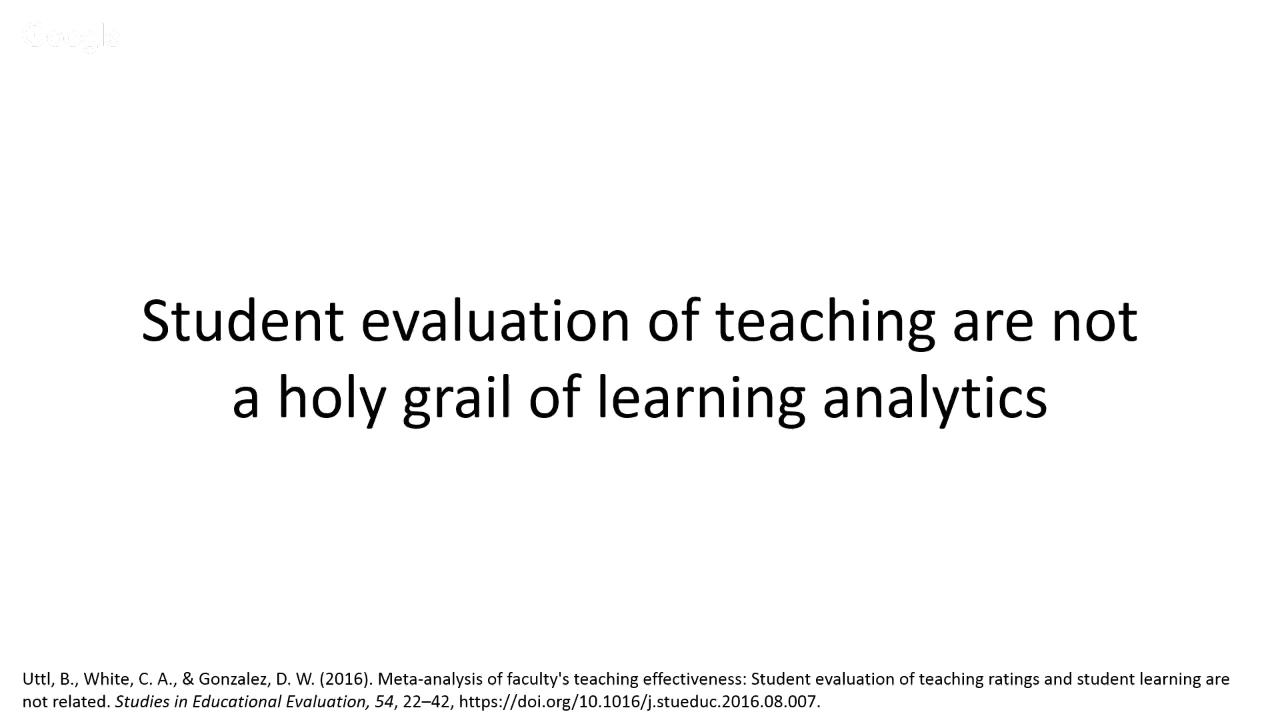 Student evaluation of teaching are not
a holy grail of learning analytics
Uttl, B., White, C. A., & Gonzalez, D. W. (2016). Meta-analysis of faculty's teaching effectiveness: Student evaluation of teaching ratings and student learning are
not related. Studies in Educational Evaluation, 54, 22–42, https://doi.org/10.1016/j.stueduc.2016.08.007.